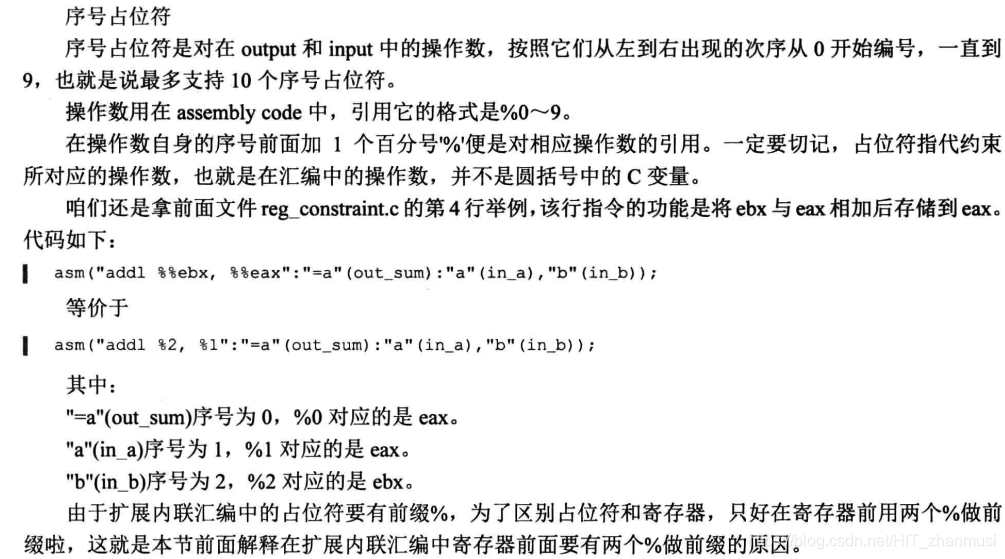 序号占位符
序号占位符是对在 output 和 input 中的操作数，按照它们从左到右出现的次序从 0 开始编号，一直到
9，也就是说最多支持 10 个序号占位符。
操作数用在 assembly code 中，引用它的格式是%0～9。
在操作数自身的序号前面加 1 个百分号'%'便是对相应操作数的引用。一定要切记，占位符指代约束
所对应的操作数，也就是在汇编中的操作数，并不是圆括号中的 C 变量。
咱们还是拿前面文件 reg_constraint.c 的第 4 行举例，该行指令的功能是将 ebx 与 eax 相加后存储到 eax。
代码如下：
asm("addl %%ebx, %%eax":"=a"(out_sum):"a"(in_a),"b"(in_b));
等价于
asm("addl %2, %1":"=a"(out_sum):"a"(in_a),"b"(in_b));
其中：
"=a"(out_sum)序号为 0，%0 对应的是 eax。
"a"(in_a)序号为 1，%1 对应的是 eax。
"b"(in_b)序号为 2，%2 对应的是 ebx。
由于扩展内联汇编中的占位符要有前缀%，为了区别占位符和寄存器，只好在寄存器前用两个%做前
缀啦，这就是本节前面解释在扩展内联汇编中寄存器前面要有两个%做前缀的原因。
blog.csdn.net/HIT_zhanmusi